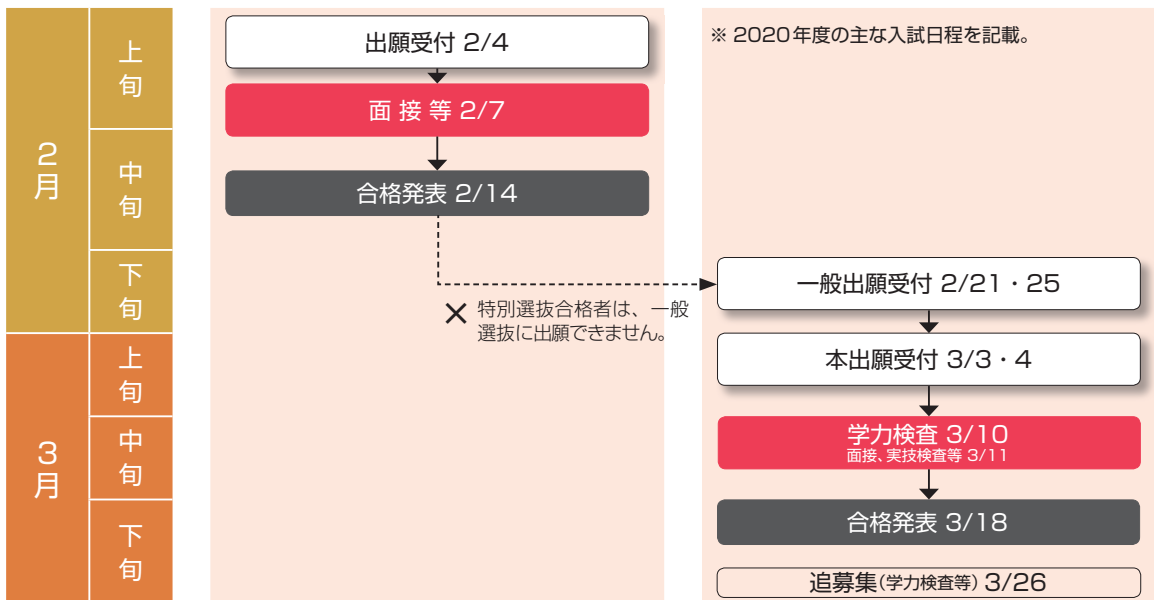 2月
上旬
中旬
下旬
3月
上旬
中旬
下旬
出願受付 2/4
面接等 2/7
合格発表 2/14
× 特別選抜合格者は、一般
選抜に出願できません。
※ 2020年度の主な入試日程を記載。
一般出願受付 2/21・25
本出願受付 3/3・4
学力検査 3/10
面接、実技検査等 3/11
合格発表 3/18
追募集(学力検査等) 3/26